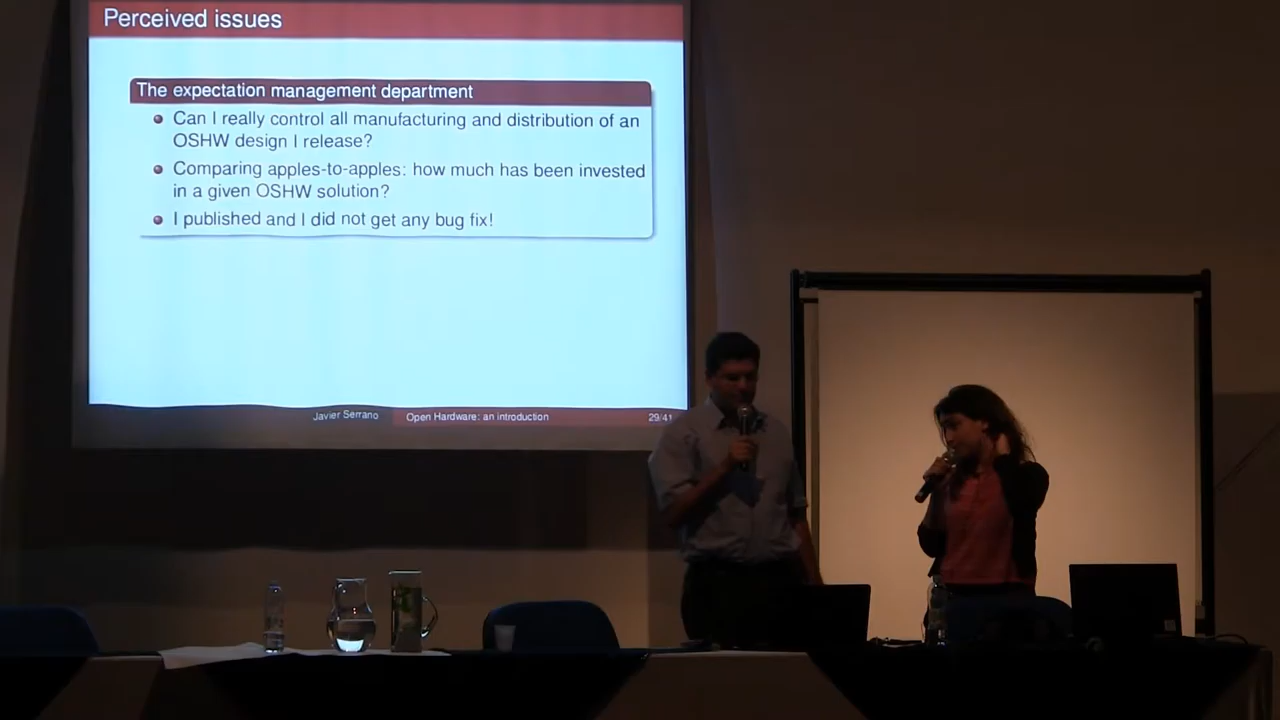 Perceived issues
The expectation management department
Can I really control all manufacturing and distribution of an
OSHW design I release?
Comparing apples-to-apples: how much has been invested
in a given OSHW solution?
I published and I did not get any bug fix!
Javier Serrano Open Hardware: an introduction 29/41